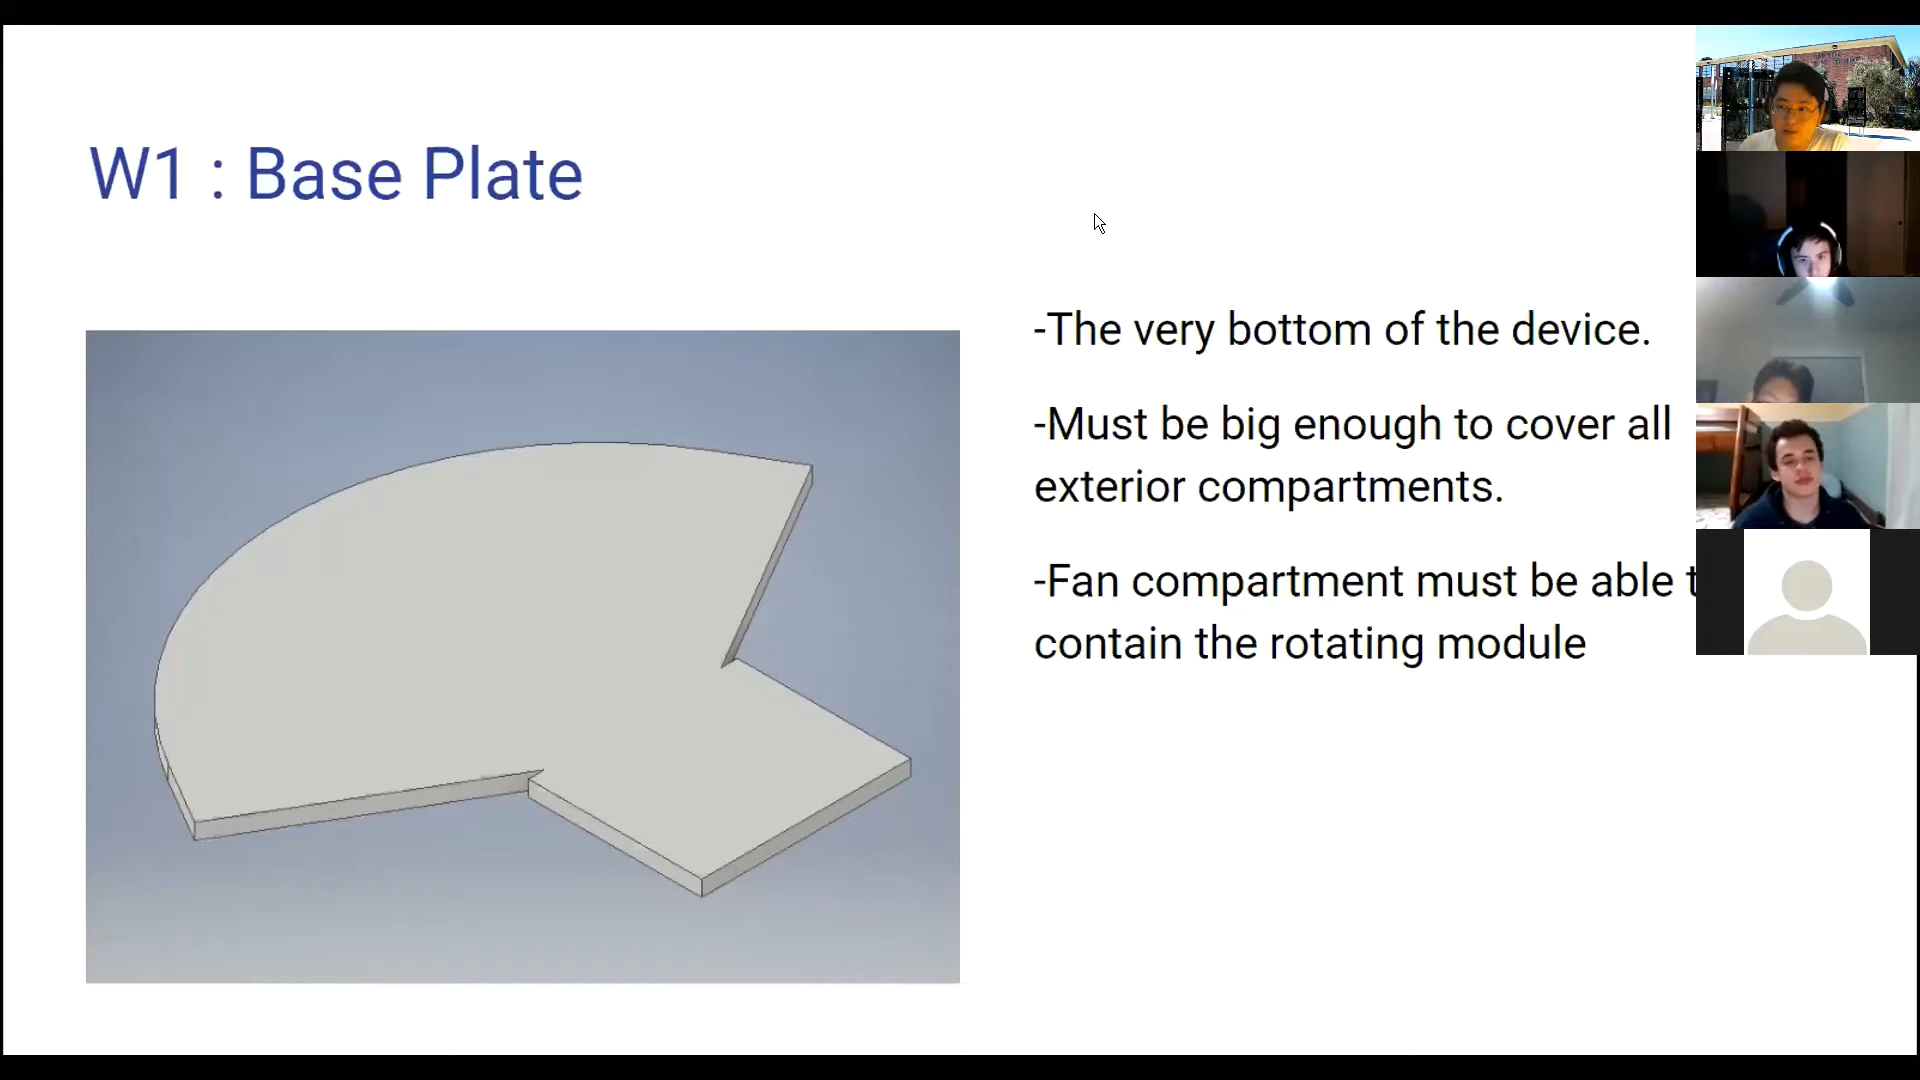 W1 : Base Plate
-The very bottom of the device.
-Must be big enough to cover all
exterior compartments.
-Fan compartment must be able
contain the rotating module